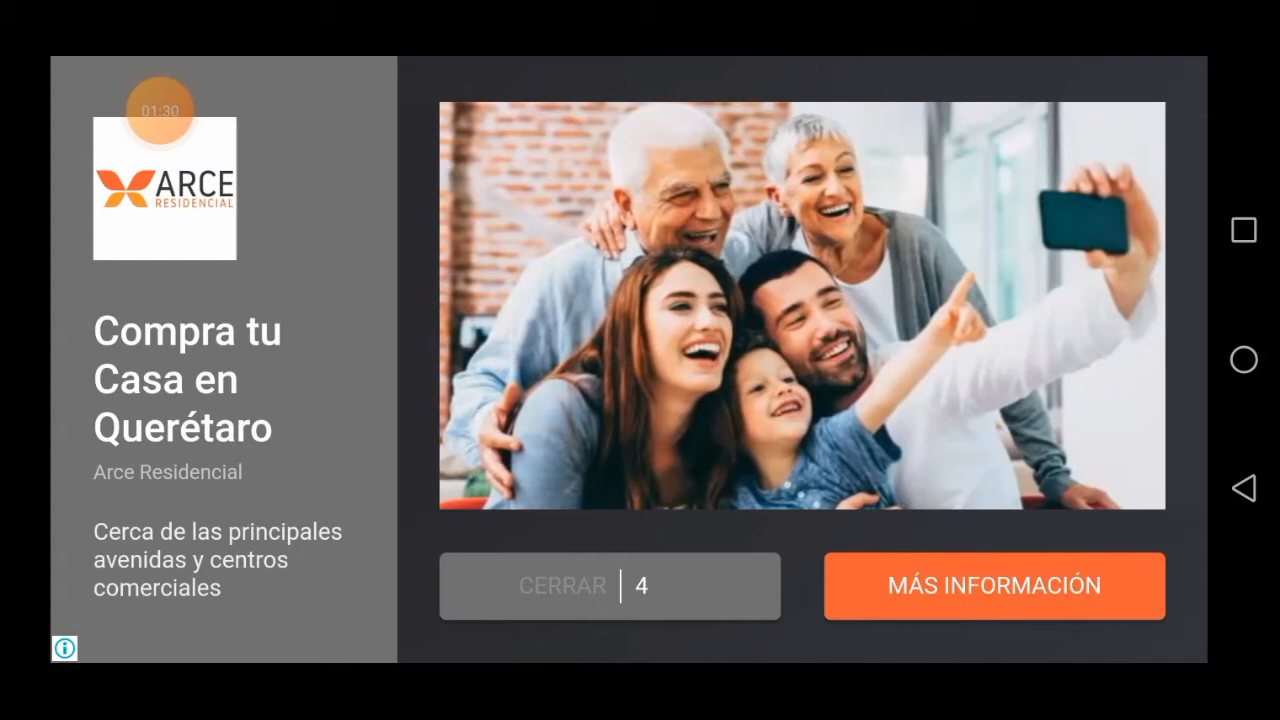 01:30
ARCE
RESIDENCIAL
Compra tu
Casa en
Querétaro
Arce Residencial
Cerca de las principales
avenidas y centros
comerciales
CERRAR | 4
MÁS INFORMACIÓN